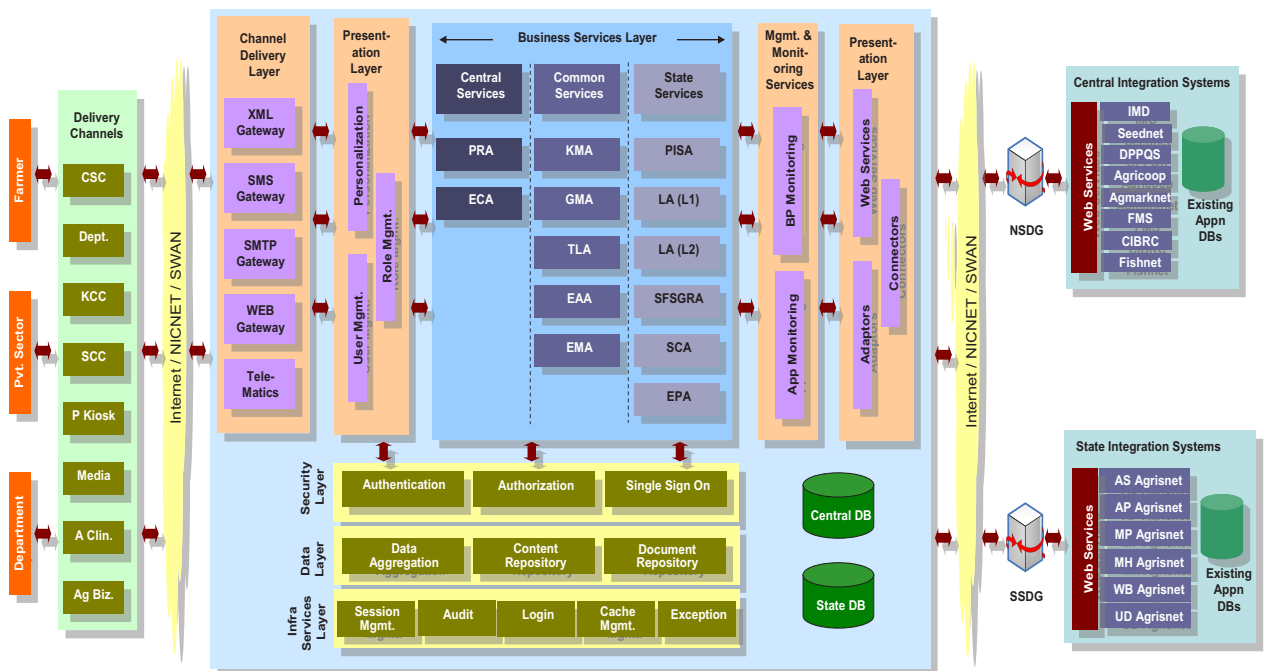 Farmer
Pvt. Sector
Department
Delivery
Channels
CSC
Dept.
KCC
SCC
P Kiosk
Media
A Clin.
Ag Biz.
Internet / NICNET / SWAN
Channel
Delivery
Layer
XML
Gateway
SMS
Gateway
SMTP
Gateway
WEB
Gateway
Tele-
Matics
Present-
ation
Layer
Personalization
Role Mgmt.
User Mgmt.
Business Services Layer
Central
Services
PRA
ECA
Common
Services
KMA
GMA
TLA
EAA
EMA
State
Services
PISA
LA (L1)
LA (L2)
SFSGRA
SCA
EPA
Mgmt. &
Monit-
oring
Services
BP Monitoring
App Monitoring
Present-
ation
Layer
Web Services
Connectors
Adaptors
Security
Layer
Authentication
Authorization
Single Sign On
Data
Layer
Data
Aggregation
Content
Repository
Document
Repository
Infra
Services
Layer
Session
Mgmt.
Audit
Login
Cache
Mgmt.
Exception
Central DB
State DB
Internet / NICNET / SWAN
NSDG
SSDG
Central Integration Systems
Web Services
IMD
Seednet
DPPQS
Agricoop
Agmarknet
FMS
CIBRC
Fishnet
Existing
Appn
DBs
State Integration Systems
Web Services
AS Agrisnet
AP Agrisnet
MP Agrisnet
MH Agrisnet
WB Agrisnet
UD Agrisnet
Existing
Appn
DBs